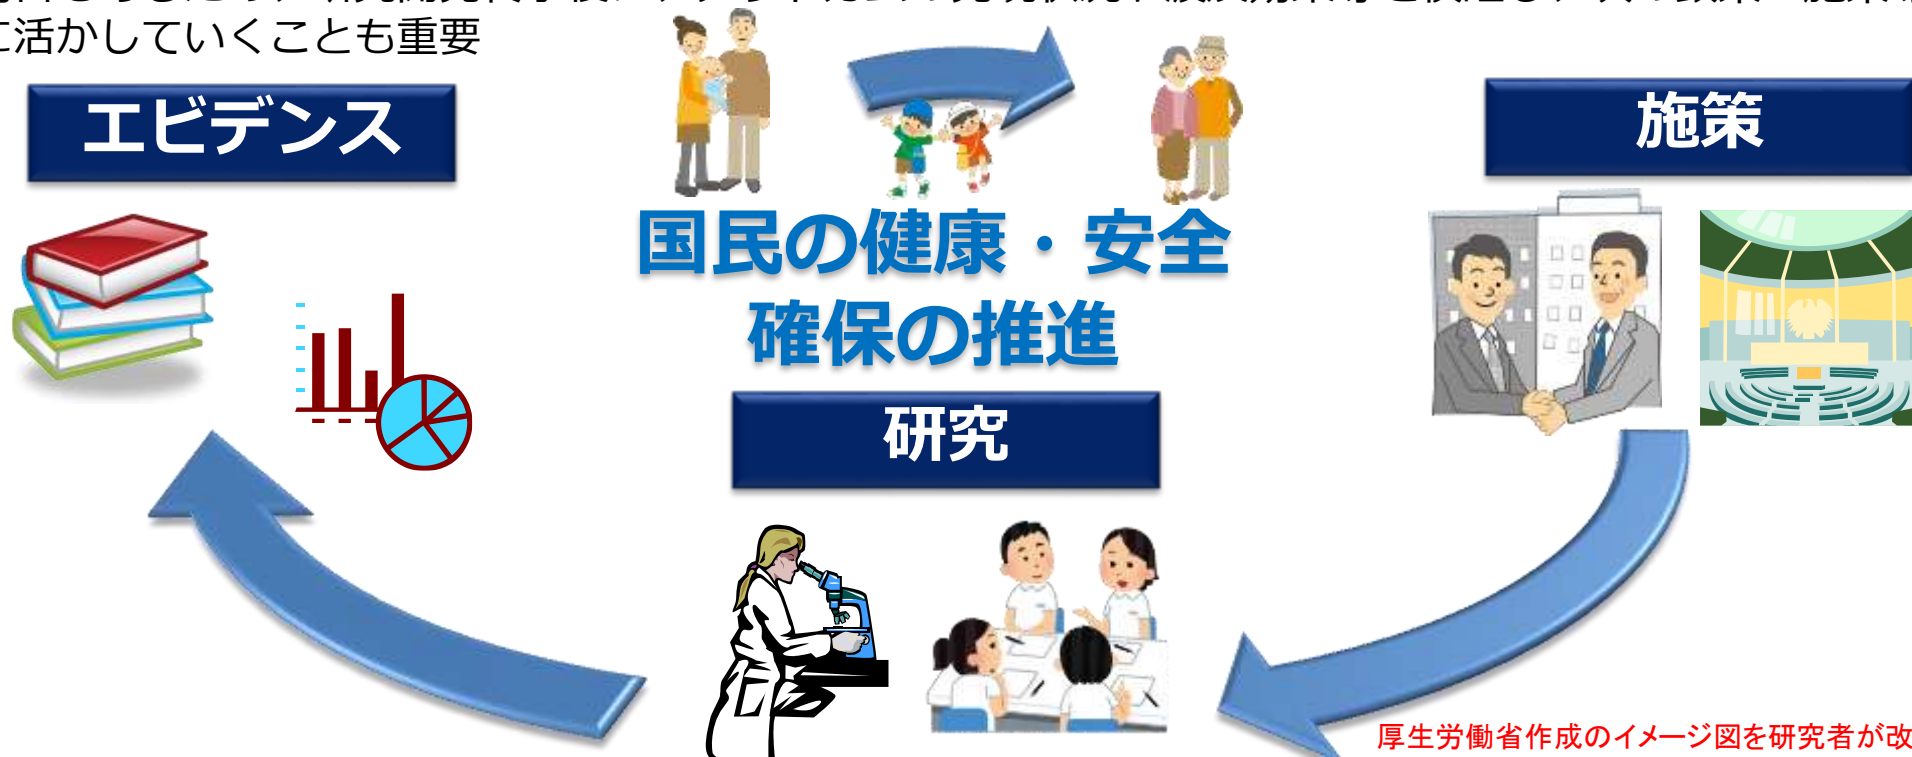 に活かしていくことも重要
エビデンス
施策
国民の健康・安全
確保の推進
研究
厚生労働省作成のイメージ図を研究者が改